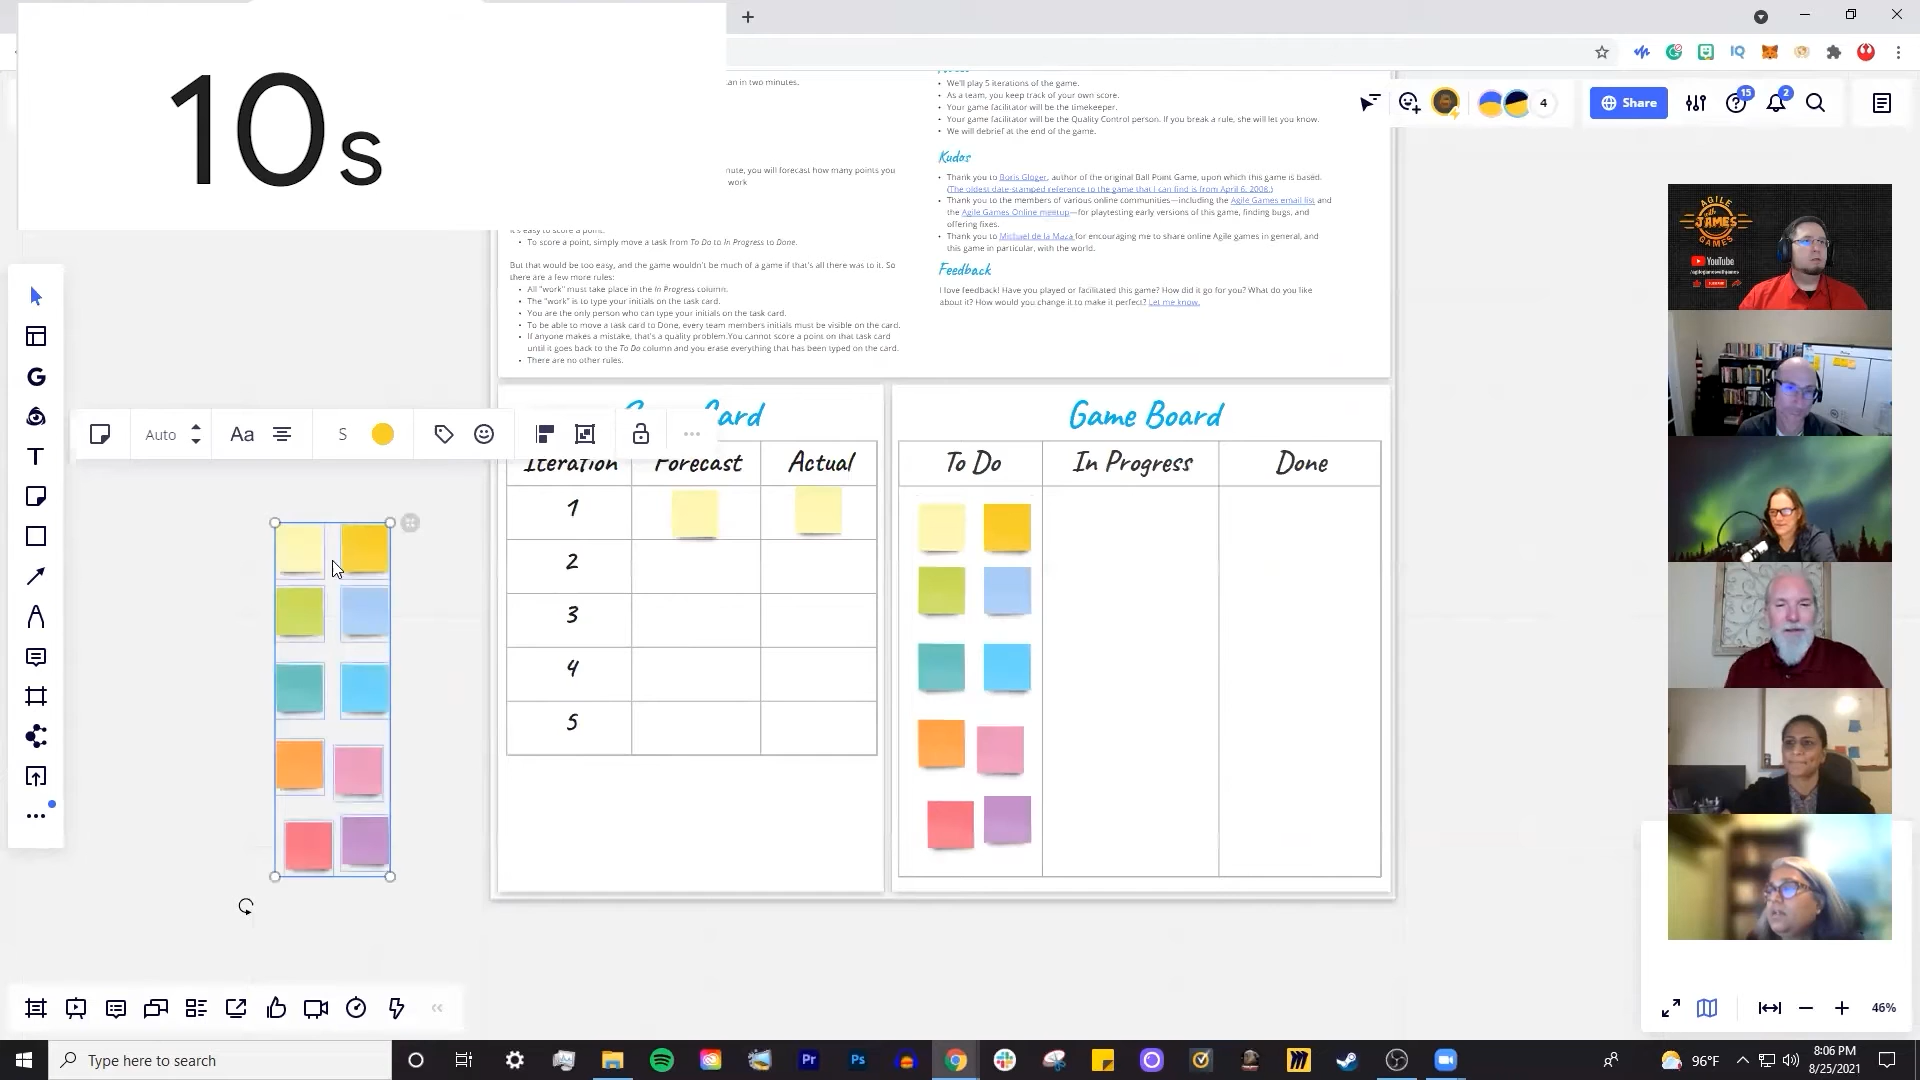 10s
an in two minutes.
nute, you will forecast how many points you
work
it's easy to score a point.
• To score a point, simply move a task from To Do to In Progress to Done.
But that would be too easy, and the game wouldn't be much of a game if that's all there was to it. So
there are a few more rules:
• All "work" must take place in the In Progress column.
• The "work" is to type your initials on the task card.
• You are the only person who can type your initials on the task card.
• To be able to move a task card to Done, every team members initials must be visible on the card.
• If anyone makes a mistake, that's a quality problem.You cannot score a point on that task card
until it goes back to the To Do column and you erase everything that has been typed on the card.
• There are no other rules.
• We'll play 5 iterations of the game.
• As a team, you keep track of your own score.
• Your game facilitator will be the timekeeper.
• Your game facilitator will be the Quality Control person. If you break a rule, she will let you know.
• We will debrief at the end of the game.
Kudos
• Thank you to Boris Gloger, author of the original Ball Point Game, upon which this game is based.
(The oldest date-stamped reference to the game that I can find is from April 6, 2008.)
• Thank you to the members of various online communities—including the Agile Games email list and
the Agile Games Online meetup—for playtesting early versions of this game, finding bugs, and
offering fixes.
• Thank you to Michael de la Maza for encouraging me to share online Agile games in general, and
this game in particular, with the world.
Feedback
I love feedback! Have you played or facilitated this game? How did it go for you? What do you like
about it? How would you change it to make it perfect? Let me know.
4
Share
15
2
AGILE
with
JAMES
GAMES
YouTube
/agilegameswithjames
SUBSCRIBE
Auto
Aa
S
Card
Iteration Forecast Actual
1
2
3
4
5
Game Board
To Do In Progress Done
46%
Type here to search
Pr
Ps
96°F
8:06 PM
8/25/2021